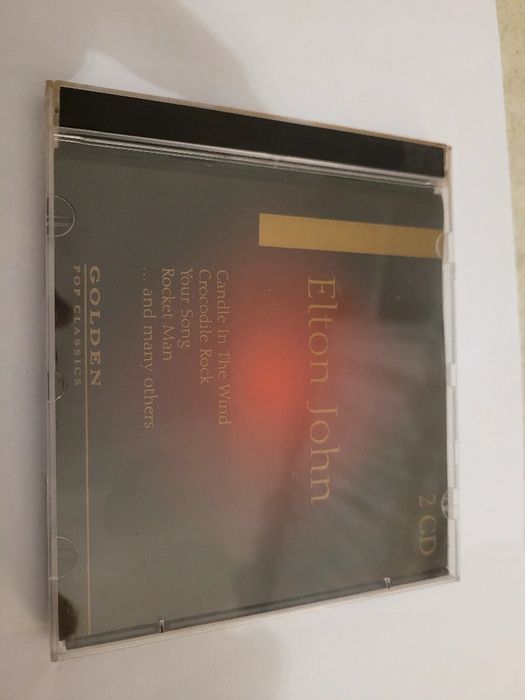 2 CD
Elton John
Candle In The Wind
Crocodile Rock
Your Song
Rocket Man
... and many others
GOLDEN
POP CLASSICS